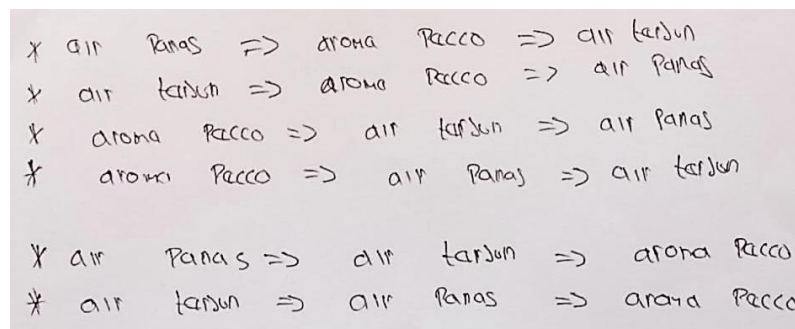 * air Panas => aroma Pacco => air tarjun
* air tarjun => aroma Pacco => air Panas
* aroma Pacco => air tarjun => air Panas
* aroma Pacco => air Panas => air tarjun
* air Panas => air tarjun => aroma Pacco
* air tarjun => air Panas => aroma Pacco